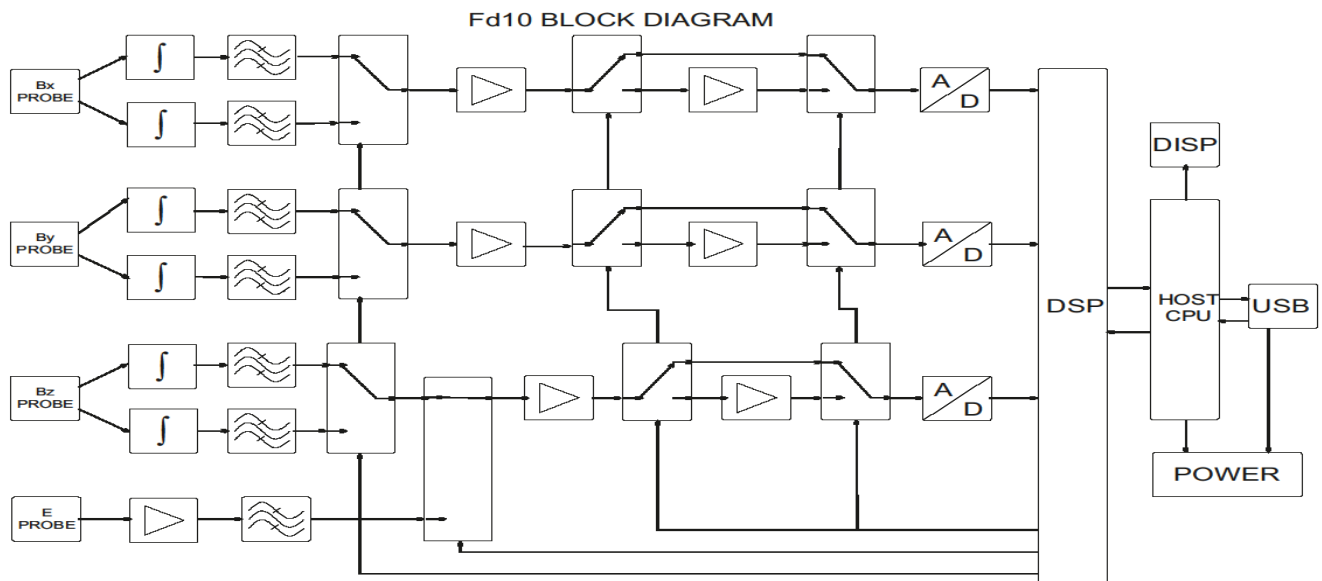 Fd10 BLOCK DIAGRAM
Bx
PROBE
∫
∫
A
D
By
PROBE
∫
∫
A
D
Bz
PROBE
∫
∫
A
D
E
PROBE
DSP
DISP
HOST
CPU
USB
POWER